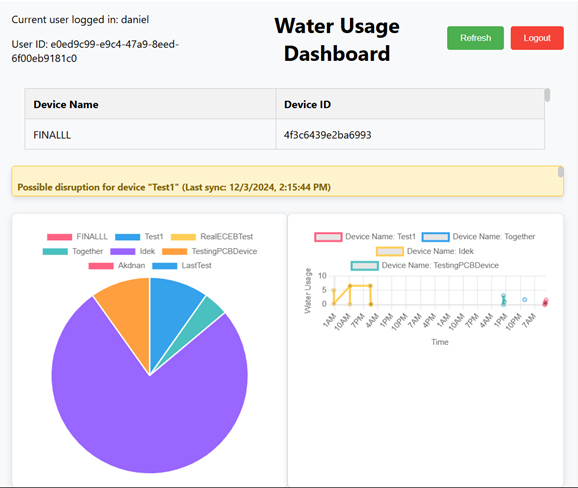 Current user logged in: daniel
User ID: e0ed9c99-e9c4-47a9-8eed-
6f00eb9181c0
Water Usage
Dashboard
Refresh
Logout
Device Name Device ID
FINALLL 4f3c6439e2ba6993
Possible disruption for device "Test1" (Last sync: 12/3/2024, 2:15:44 PM)
FINALLL Test1 RealECEBTest
Together Idek TestingPCBDevice
Akdnan LastTest
Device Name: Test1 Device Name: Together
Device Name: Idek
Device Name: TestingPCBDevice
Water Usage
10
5
0
1AM 10AM 7PM 4AM 1PM 10PM 7AM 4PM 1AM 10AM 7PM 4AM 1PM 10PM 7AM
Time